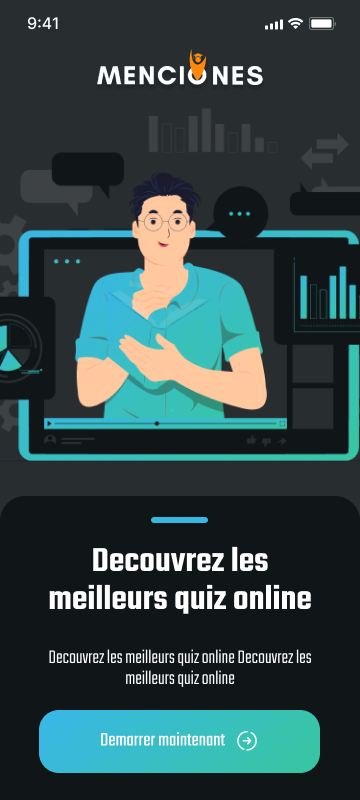 9:41
MENCIONES
Decouvrez les
meilleurs quiz online
Decouvrez les meilleurs quiz online Decouvrez les
meilleurs quiz online
Demarrer maintenant